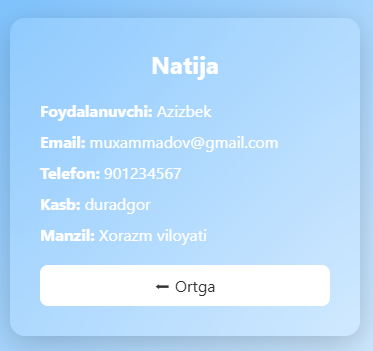 Natija
Foydalanuvchi: Azizbek
Email: muxammadov@gmail.com
Telefon: 901234567
Kasb: duradgor
Manzil: Xorazm viloyati
⬅ Ortga